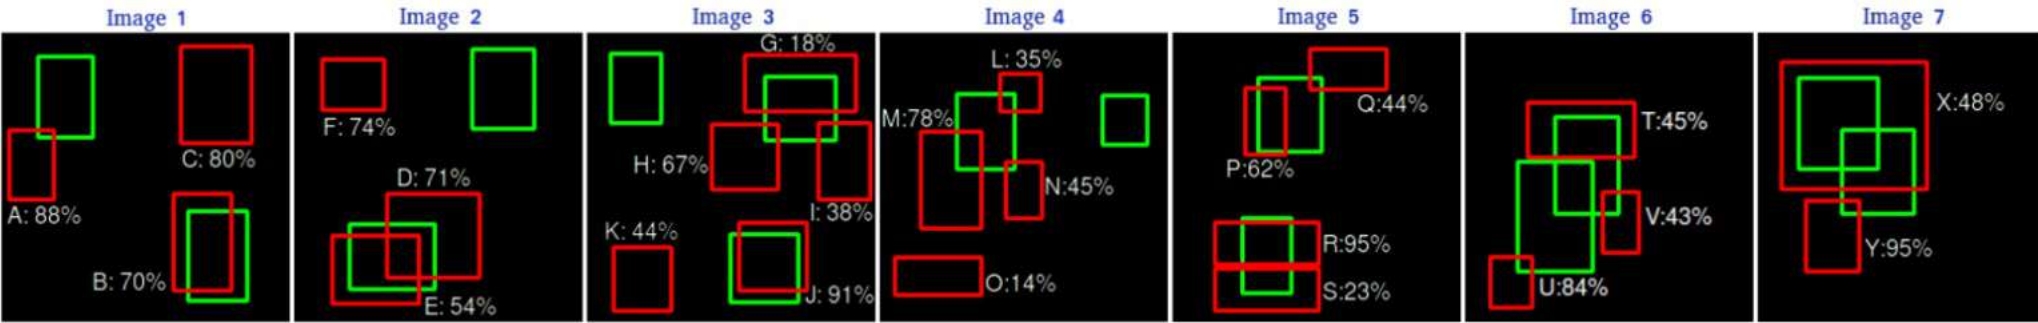 Image 1
A: 88%
B: 70%
C: 80%
Image 2
F: 74%
D: 71%
E: 54%
Image 3
G: 18%
H: 67%
I: 38%
K: 44%
J: 91%
Image 4
L: 35%
M:78%
N:45%
O:14%
Image 5
Q:44%
P:62%
R:95%
S:23%
Image 6
T:45%
V:43%
U:84%
Image 7
X:48%
Y:95%